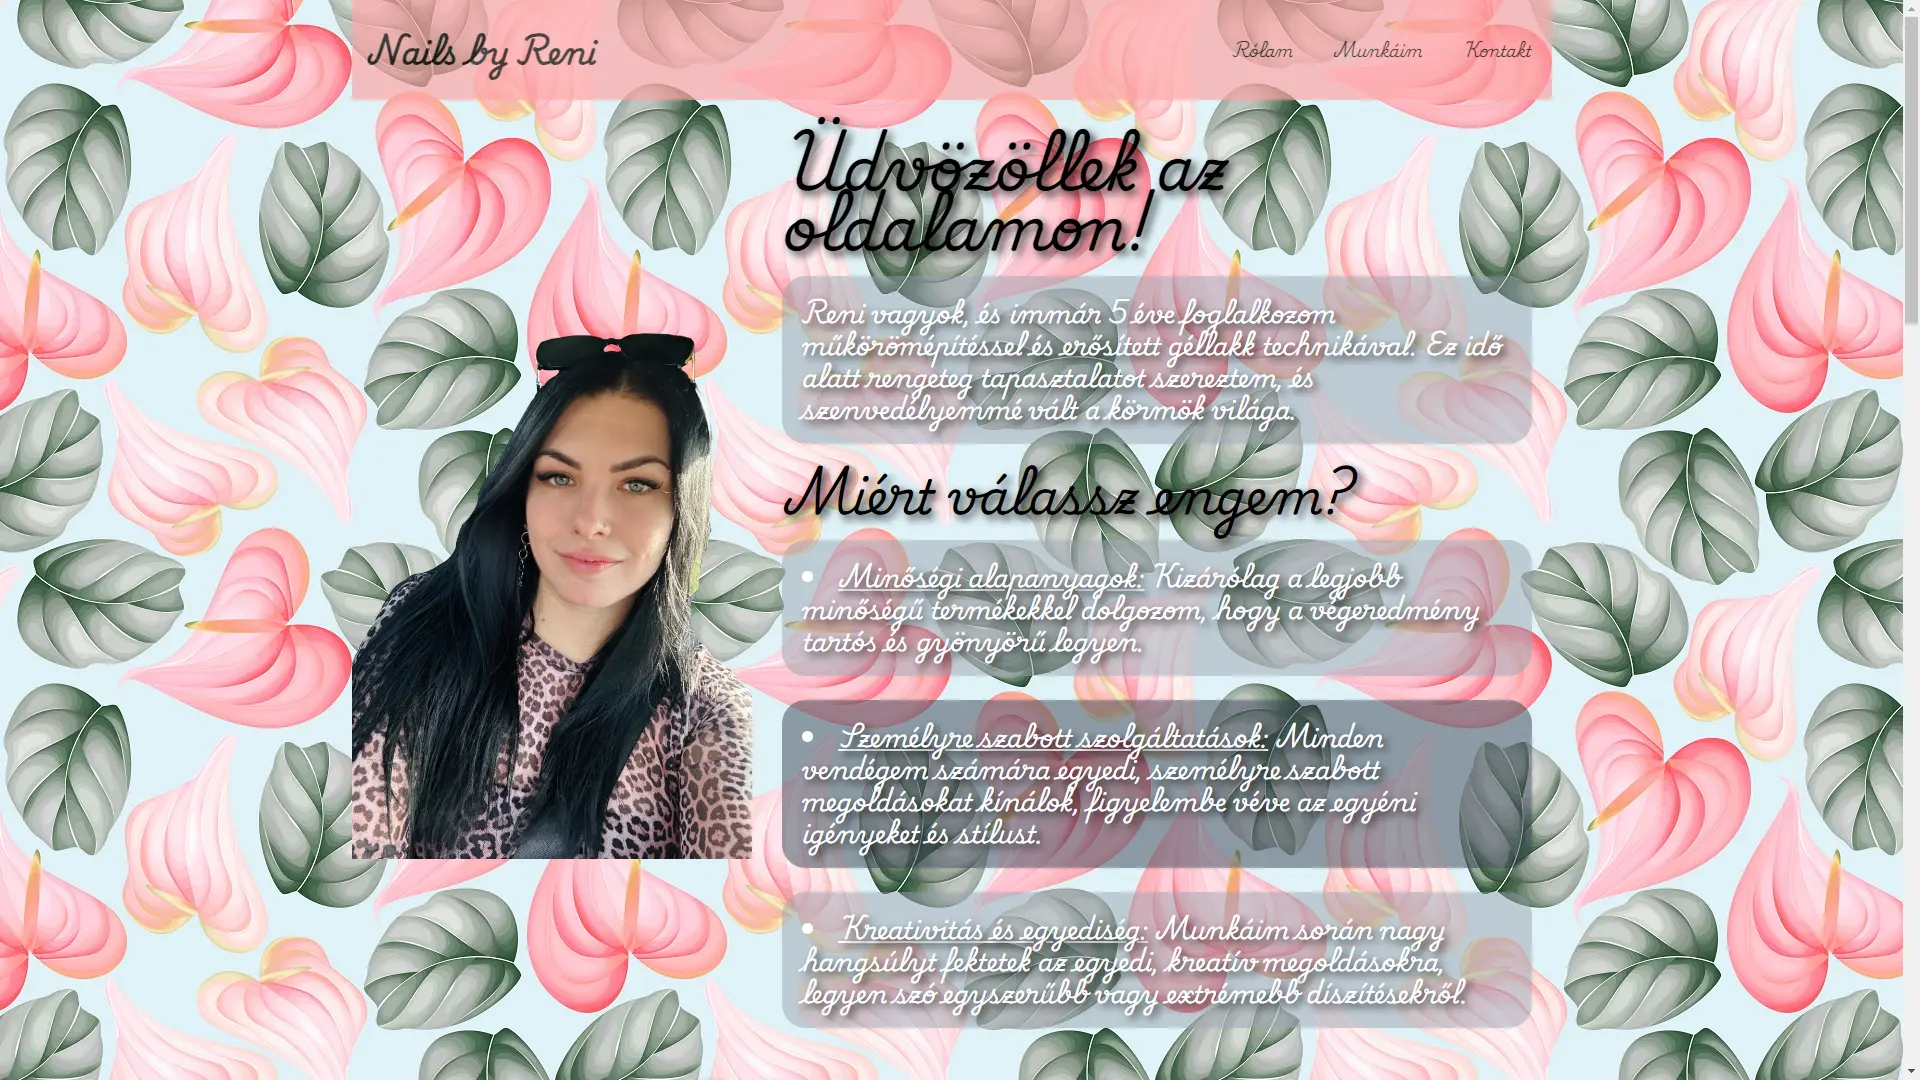 Nails by Reni
Rólam Munkáim Kontakt
Üdvözöllek az
oldalamon!
Reni vagyok, és immár 5 éve foglalkozom
műkörömépítéssel és erősített géllakk technikával. Ez idő
alatt rengeteg tapasztalatot szereztem, és
szenvedélyemmé vált a körmök világa.
Miért válassz engem?
• Minőségi alapanyagok: Kizárólag a legjobb
minőségű termékekkel dolgozom, hogy a végeredmény
tartós és gyönyörű legyen.
• Személyre szabott szolgáltatások: Minden
vendégem számára egyedi, személyre szabott
megoldásokat kínálok, figyelembe véve az egyéni
igényeket és stílust.
• Kreativitás és egyediség: Munkáim során nagy
hangsúlyt fektetek az egyedi, kreatív megoldásokra,
legyen szó egyszerűbb vagy extrémebb díszítésekről.